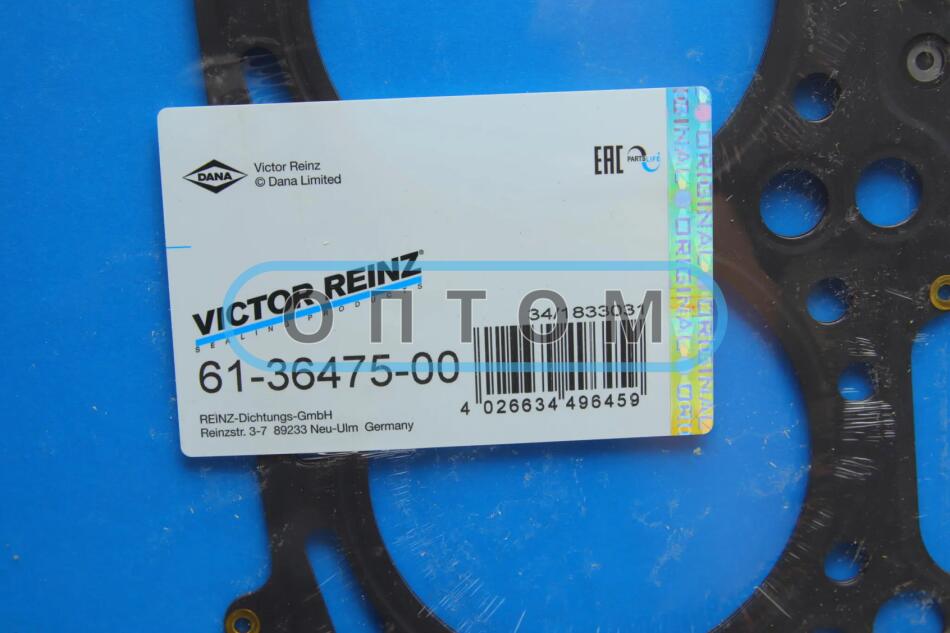 DANA
Victor Reinz
© Dana Limited
EAC
PARTSLIFE
VICTOR REINZ®
SEALING PRODUCTS
ОПТОМ
34/1833031
61-36475-00
4 026634 496459
REINZ-Dichtungs-GmbH
Reinzstr. 3-7 89233 Neu-Ulm Germany
ORIGINAL
ORIGINAL